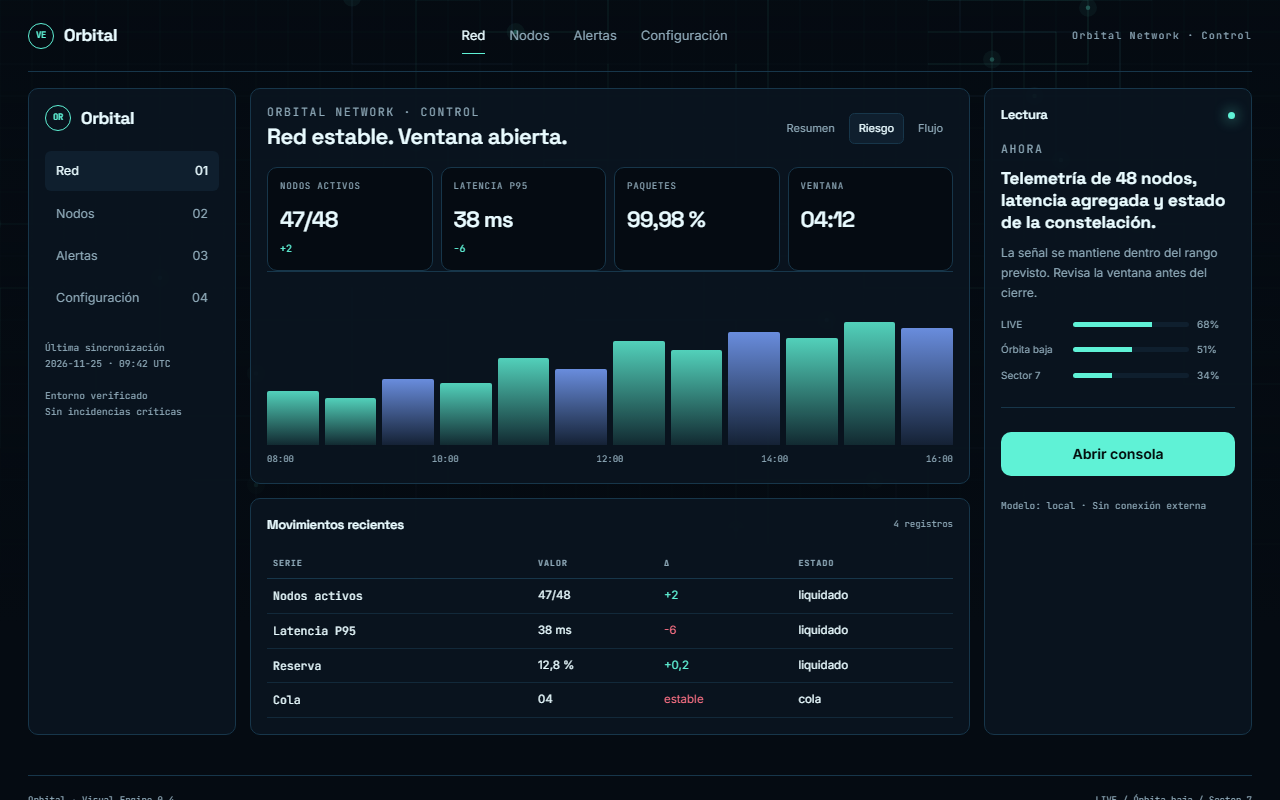 VE Orbital
Red Nodos Alertas Configuración
Orbital Network · Control
OR Orbital
Red 01
Nodos 02
Alertas 03
Configuración 04
Última sincronización
2026-11-25 · 09:42 UTC
Entorno verificado
Sin incidencias críticas
ORBITAL NETWORK · CONTROL
Red estable. Ventana abierta.
Resumen Riesgo Flujo
NODOS ACTIVOS
47/48
+2
LATENCIA P95
38 ms
-6
PAQUETES
99,98 %
VENTANA
04:12
08:00 10:00 12:00 14:00 16:00
Movimientos recientes
4 registros
SERIE VALOR Δ ESTADO
Nodos activos 47/48 +2 liquidado
Latencia P95 38 ms -6 liquidado
Reserva 12,8 % +0,2 liquidado
Cola 04 estable cola
Lectura
AHORA
Telemetría de 48 nodos,
latencia agregada y estado
de la constelación.
La señal se mantiene dentro del rango
previsto. Revisa la ventana antes del
cierre.
LIVE 68%
Órbita baja 51%
Sector 7 34%
Abrir consola
Modelo: local · Sin conexión externa
Orbital · Visual Engine 0.4
LIVE / Órbita baja / Sector 7